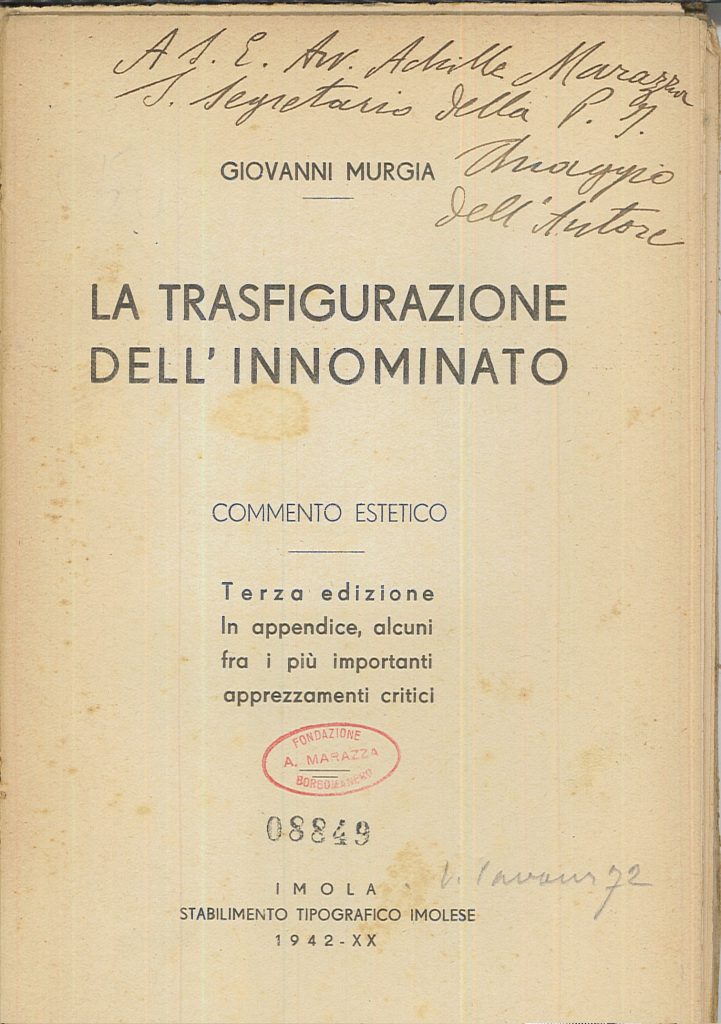 A S. E. Avv. Achille Marazza
S. Segretario della P. I.
GIOVANNI MURGIA
Omaggio
dell'Autore
LA TRASFIGURAZIONE
DELL'INNOMINATO
COMMENTO ESTETICO
Terza edizione
In appendice, alcuni
fra i più importanti
apprezzamenti critici
FONDAZIONE
A. MARAZZA
BORGOMANERO
08849
IMOLA
STABILIMENTO TIPOGRAFICO IMOLESE
1942-XX
72